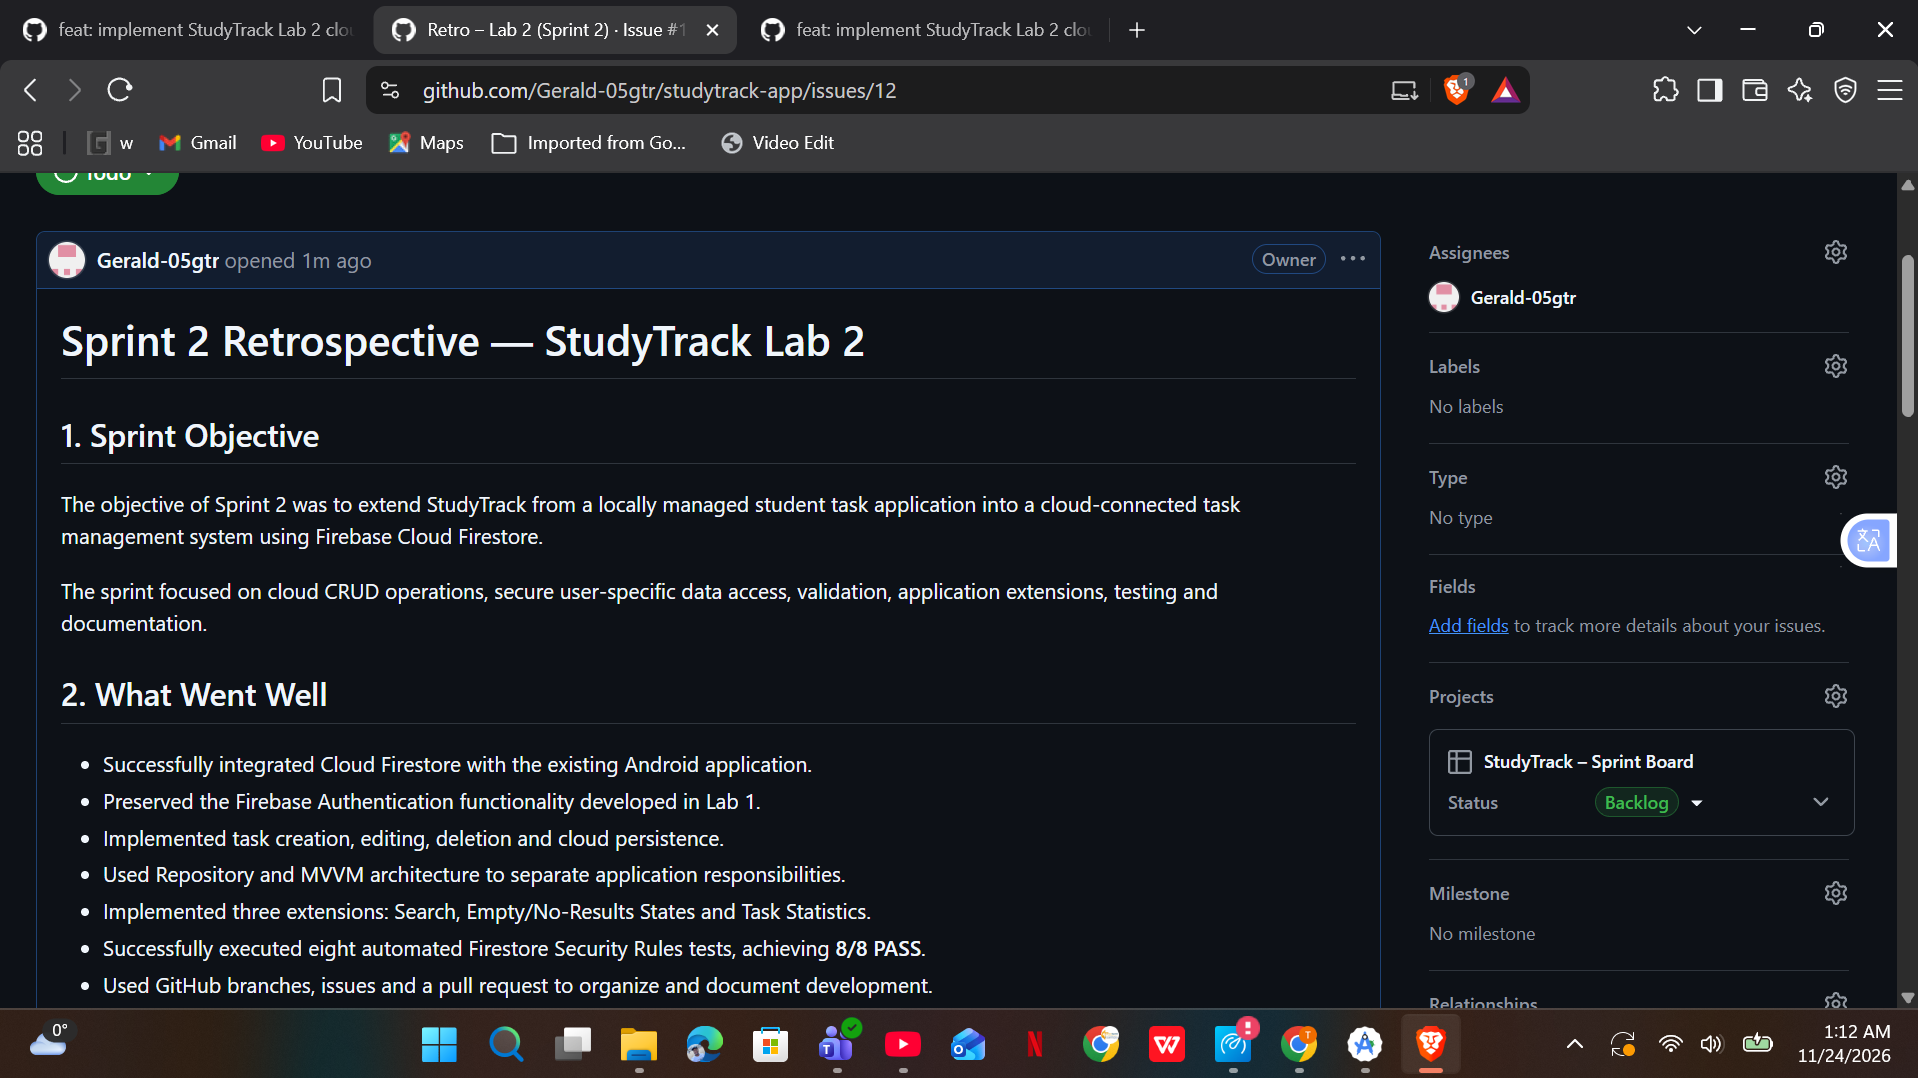 feat: implement StudyTrack Lab 2 clou
Retro – Lab 2 (Sprint 2) · Issue #1
feat: implement StudyTrack Lab 2 clou
github.com/Gerald-05gtr/studytrack-app/issues/12
1
w
Gmail
YouTube
Maps
Imported from Go...
Video Edit
Todo
Gerald-05gtr opened 1m ago
Owner
Sprint 2 Retrospective — StudyTrack Lab 2
1. Sprint Objective
The objective of Sprint 2 was to extend StudyTrack from a locally managed student task application into a cloud-connected task
management system using Firebase Cloud Firestore.
The sprint focused on cloud CRUD operations, secure user-specific data access, validation, application extensions, testing and
documentation.
2. What Went Well
Successfully integrated Cloud Firestore with the existing Android application.
Preserved the Firebase Authentication functionality developed in Lab 1.
Implemented task creation, editing, deletion and cloud persistence.
Used Repository and MVVM architecture to separate application responsibilities.
Implemented three extensions: Search, Empty/No-Results States and Task Statistics.
Successfully executed eight automated Firestore Security Rules tests, achieving 8/8 PASS.
Used GitHub branches, issues and a pull request to organize and document development.
Assignees
Gerald-05gtr
Labels
No labels
Type
No type
Fields
Add fields to track more details about your issues.
Projects
StudyTrack – Sprint Board
Status
Backlog
Milestone
No milestone
Relationships
0°
1:12 AM
11/24/2026